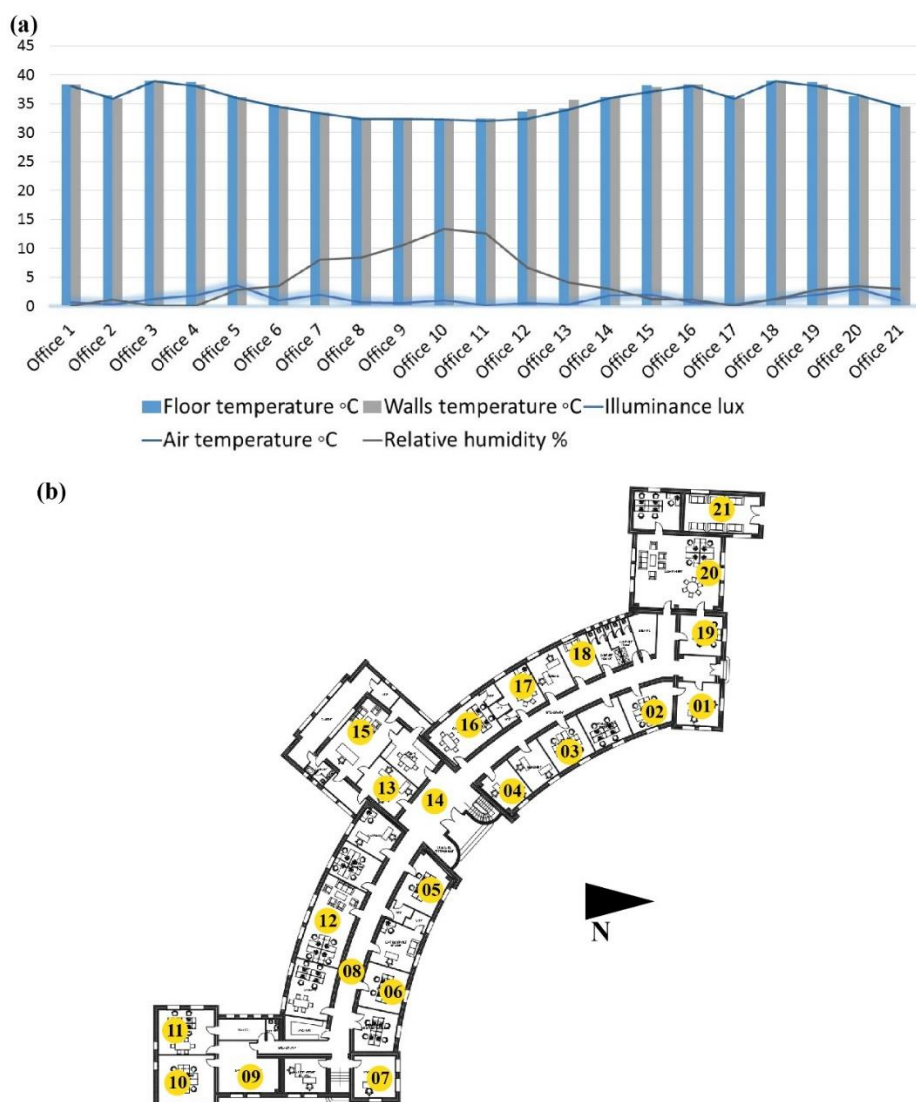 (a)
45
40
35
30
25
20
15
10
5
0
Office 1
Office 2
Office 3
Office 4
Office 5
Office 6
Office 7
Office 8
Office 9
Office 10
Office 11
Office 12
Office 13
Office 14
Office 15
Office 16
Office 17
Office 18
Office 19
Office 20
Office 21
Floor temperature ◦C Walls temperature ◦C Illuminance lux
Air temperature ◦C Relative humidity %
(b)
21
20
19
18
17
01
16
02
15
03
04
13
14
05
12
08
06
11
10
09
07
N